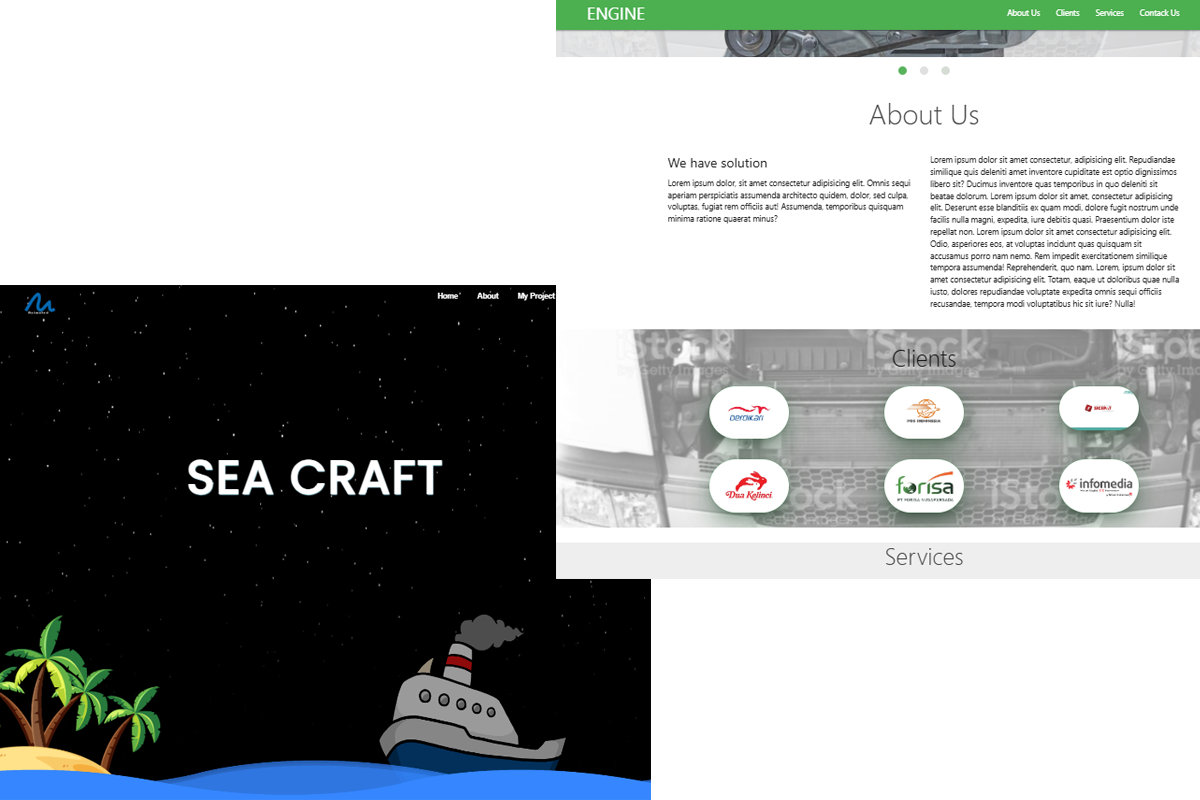 ENGINE
About Us
Clients
Services
Contack Us
About Us
We have solution
Lorem ipsum dolor, sit amet consectetur adipisicing elit. Omnis sequi
aperiam perspiciatis assumenda architecto quidem, dolor, sed culpa,
voluptas, fugiat rem officiis aut! Assumenda, temporibus quisquam
minima ratione quaerat minus?
Lorem ipsum dolor sit amet consectetur, adipisicing elit. Repudiandae
similique quis deleniti amet inventore cupiditate est optio dignissimos
libero sit? Ducimus inventore quas temporibus in quo deleniti sit
beatae dolorum. Lorem ipsum dolor sit amet, consectetur adipisicing
elit. Deserunt esse blanditiis ex quam modi, dolore fugit nostrum unde
facilis nulla magni, expedita, iure debitis quasi. Praesentium dolor iste
repellat non. Lorem ipsum dolor sit amet consectetur adipisicing elit.
Odio, asperiores eos, at voluptas incidunt quas quisquam sit
accusamus porro nam nemo. Rem impedit exercitationem similique
tempora assumenda! Reprehenderit, quo nam. Lorem, ipsum dolor sit
amet consectetur adipisicing elit. Totam, eaque ut doloribus quae nulla
iusto, dolores repudiandae voluptate expedita omnis sequi officiis
recusandae, tempora modi voluptatibus hic sit iure? Nulla!
iStock
by Getty Images
iStock
by Getty Images
Clients
Berdikari
POS INDONESIA
Dua Kelinci
forisa
infomedia
Services
Home
About
My Project
SEA CRAFT